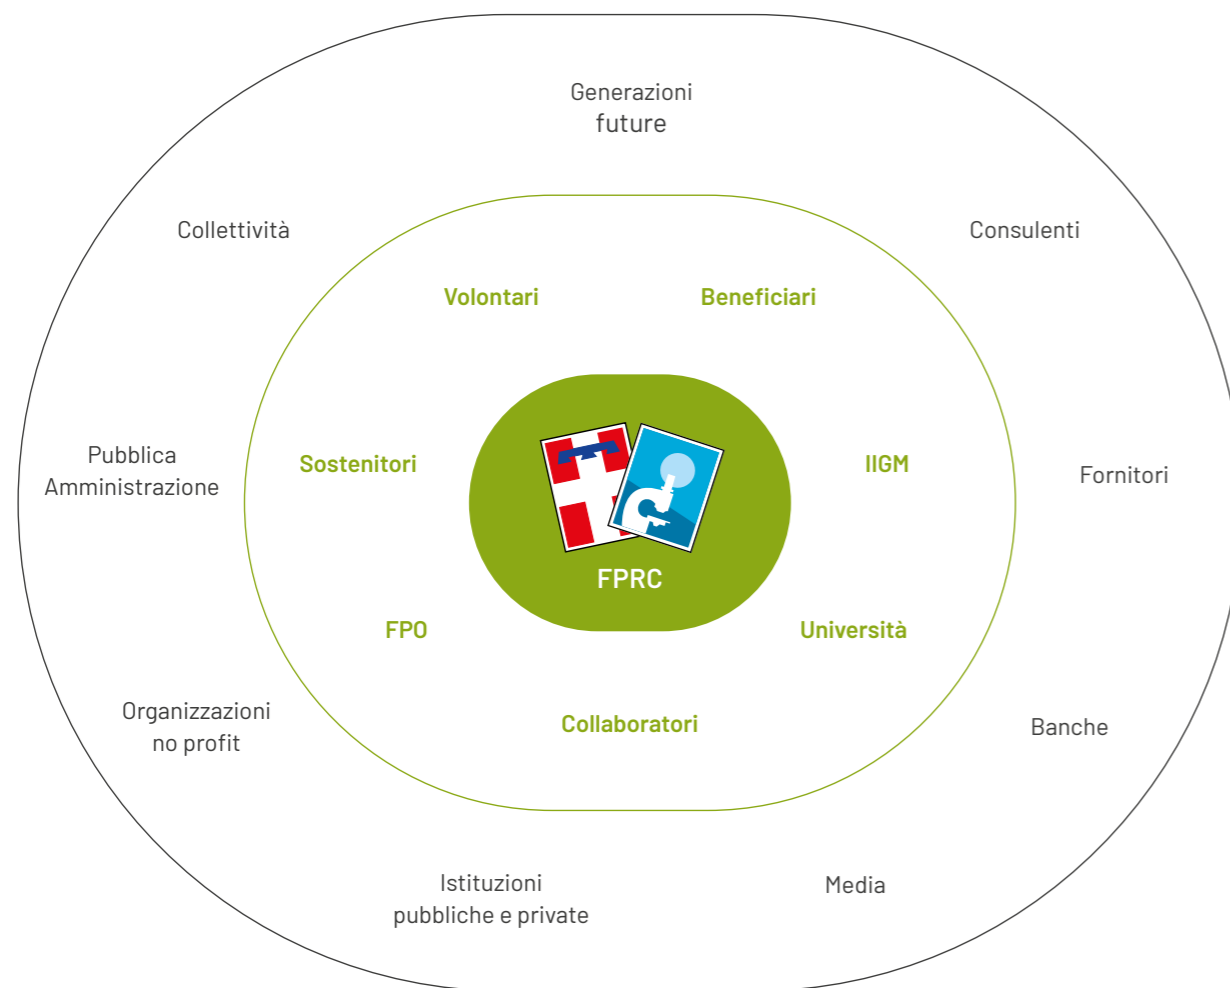 Generazioni
future
Collettività
Consulenti
Volontari
Beneficiari
Pubblica
Amministrazione
Sostenitori
IIGM
Fornitori
FPRC
FPO
Università
Organizzazioni
no profit
Collaboratori
Banche
Istituzioni
pubbliche e private
Media